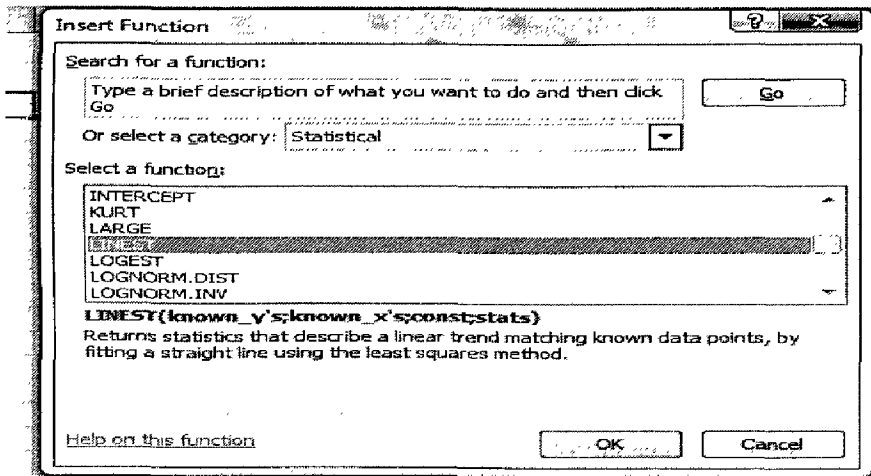 Insert Function
Search for a function:
Type a brief description of what you want to do and then click
Go
Go
Or select a category: Statistical
Select a function:
INTERCEPT
KURT
LARGE
LINEST
LOGEST
LOGNORM.DIST
LOGNORM.INV
LINEST(known_y's;known_x's;const;stats)
Returns statistics that describe a linear trend matching known data points, by
fitting a straight line using the least squares method.
Help on this function
OK
Cancel